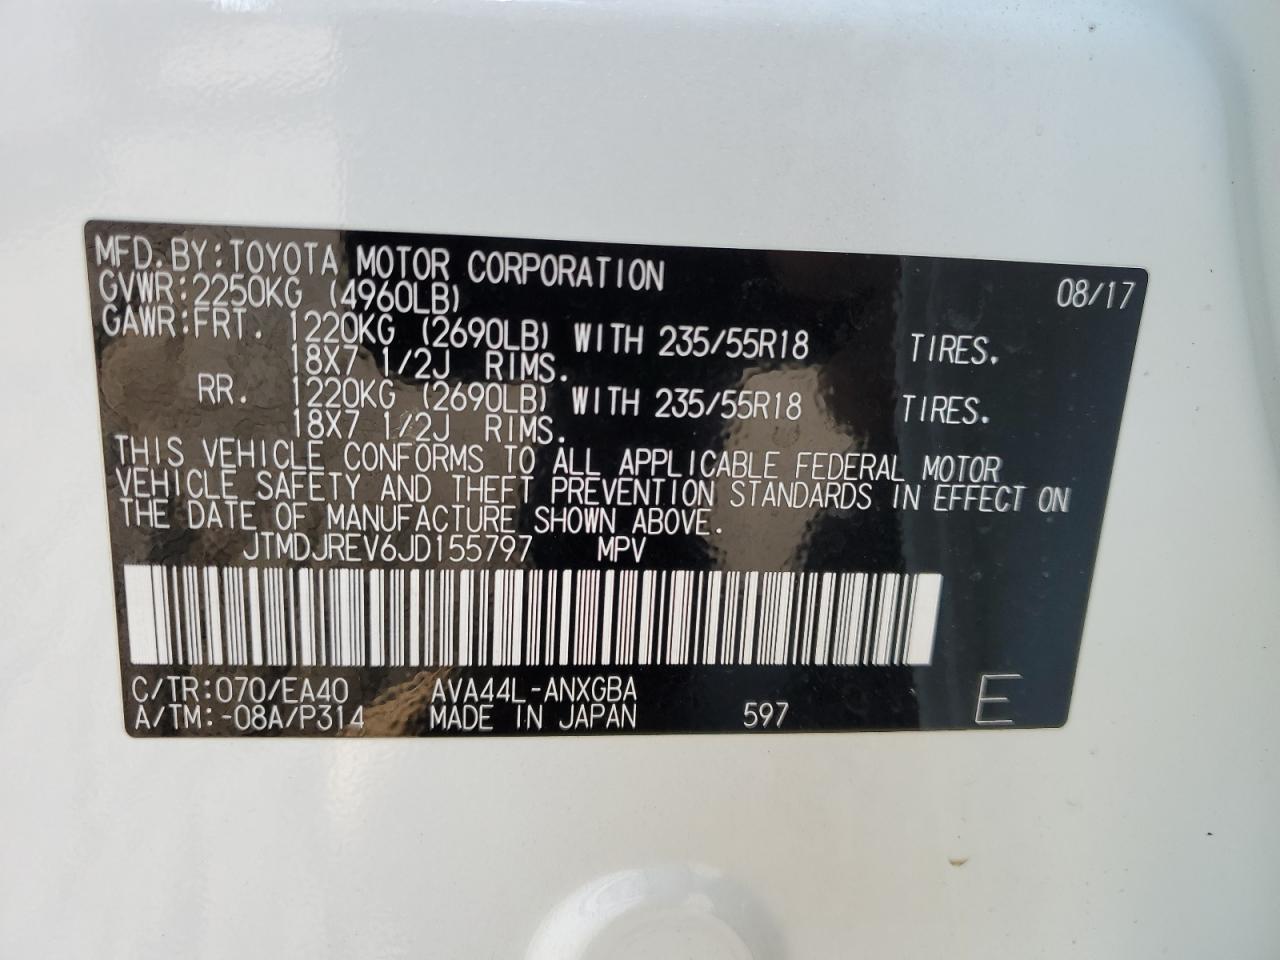 MFD. BY: TOYOTA MOTOR CORPORATION 08/17
GVWR: 2250KG (4960LB)
GAWR: FRT. 1220KG (2690LB) WITH 235/55R18 TIRES.
18X7 1/2J RIMS.
RR. 1220KG (2690LB) WITH 235/55R18 TIRES.
18X7 1/2J RIMS.
THIS VEHICLE CONFORMS TO ALL APPLICABLE FEDERAL MOTOR
VEHICLE SAFETY AND THEFT PREVENTION STANDARDS IN EFFECT ON
THE DATE OF MANUFACTURE SHOWN ABOVE.
JTMDJREV6JD155797 MPV
C/TR: 070/EA40 AVA44L-ANXGBA
A/TM: -08A/P314 MADE IN JAPAN 597 E